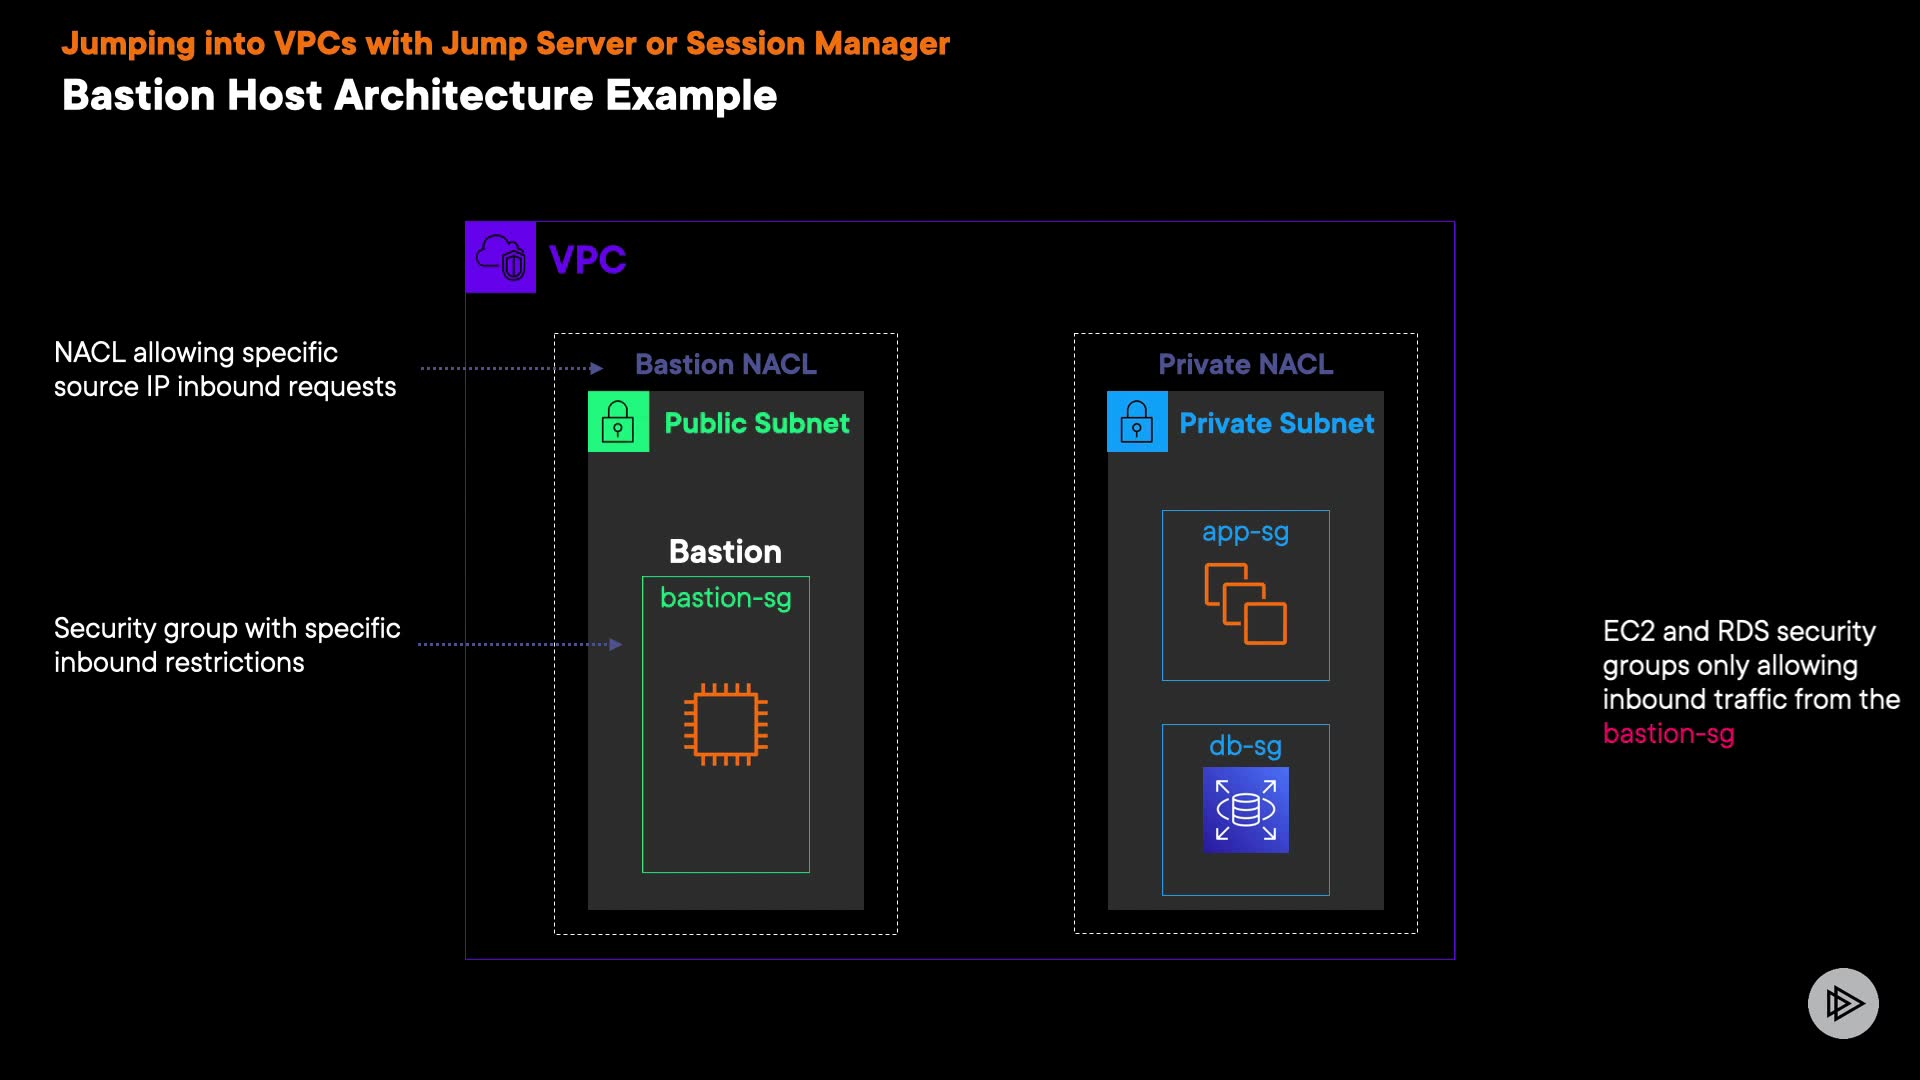 Jumping into VPCs with Jump Server or Session Manager
Bastion Host Architecture Example
VPC
NACL allowing specific
source IP inbound requests
Bastion NACL
Public Subnet
Bastion
bastion-sg
Security group with specific
inbound restrictions
Private NACL
Private Subnet
app-sg
db-sg
EC2 and RDS security
groups only allowing
inbound traffic from the
bastion-sg